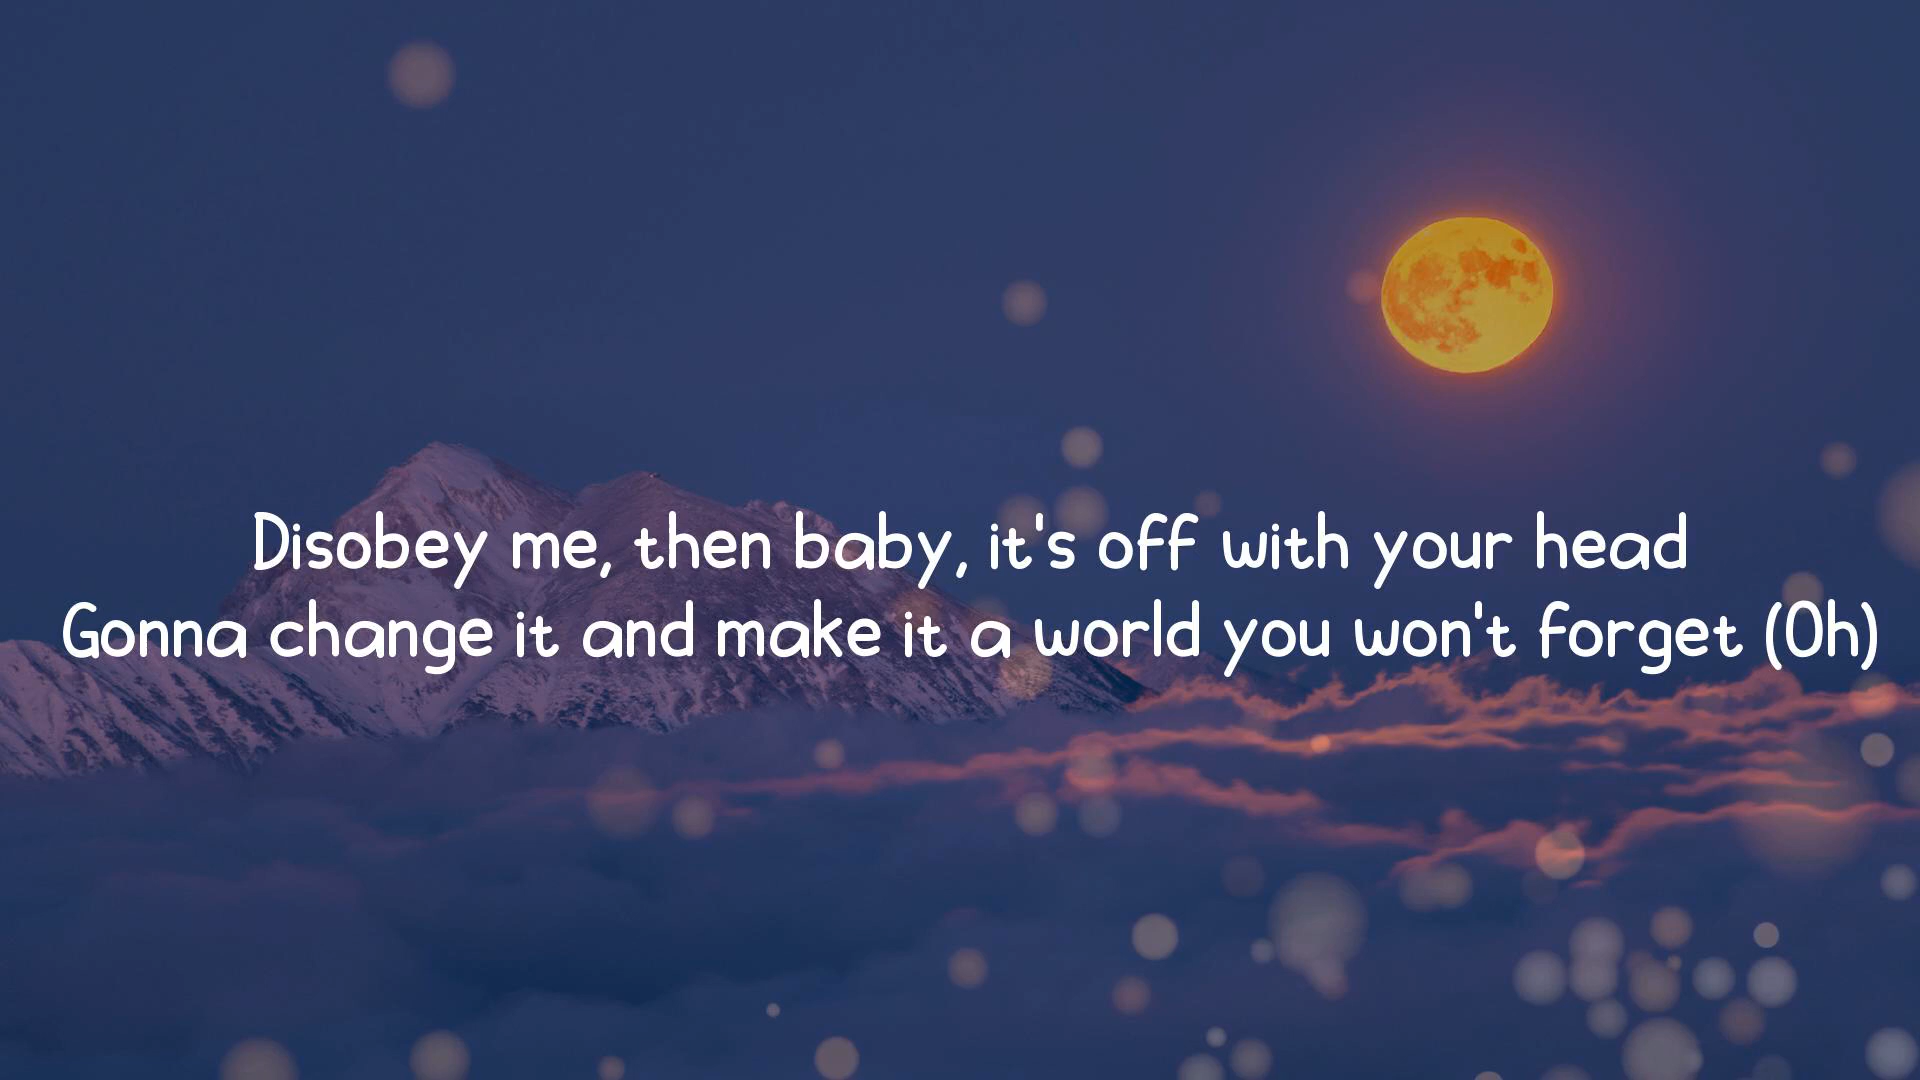 Disobey me, then baby, it's off with your head
Gonna change it and make it a world you won't forget (Oh)